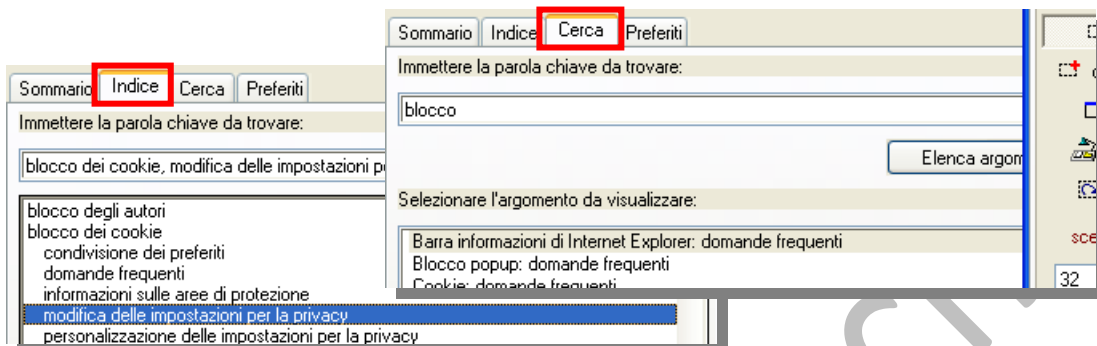 Sommario Indice Cerca Preferiti
Immettere la parola chiave da trovare:
blocco dei cookie, modifica delle impostazioni
blocco degli autori
blocco dei cookie
condivisione dei preferiti
domande frequenti
informazioni sulle aree di protezione
modifica delle impostazioni per la privacy
personalizzazione delle impostazioni per la privacy
Sommario Indice Cerca Preferiti
Immettere la parola chiave da trovare:
blocco
Elenca argom
Selezionare l'argomento da visualizzare:
Barra informazioni di Internet Explorer: domande frequenti
Blocco popup: domande frequenti
Cookie: domande frequenti
sce
32